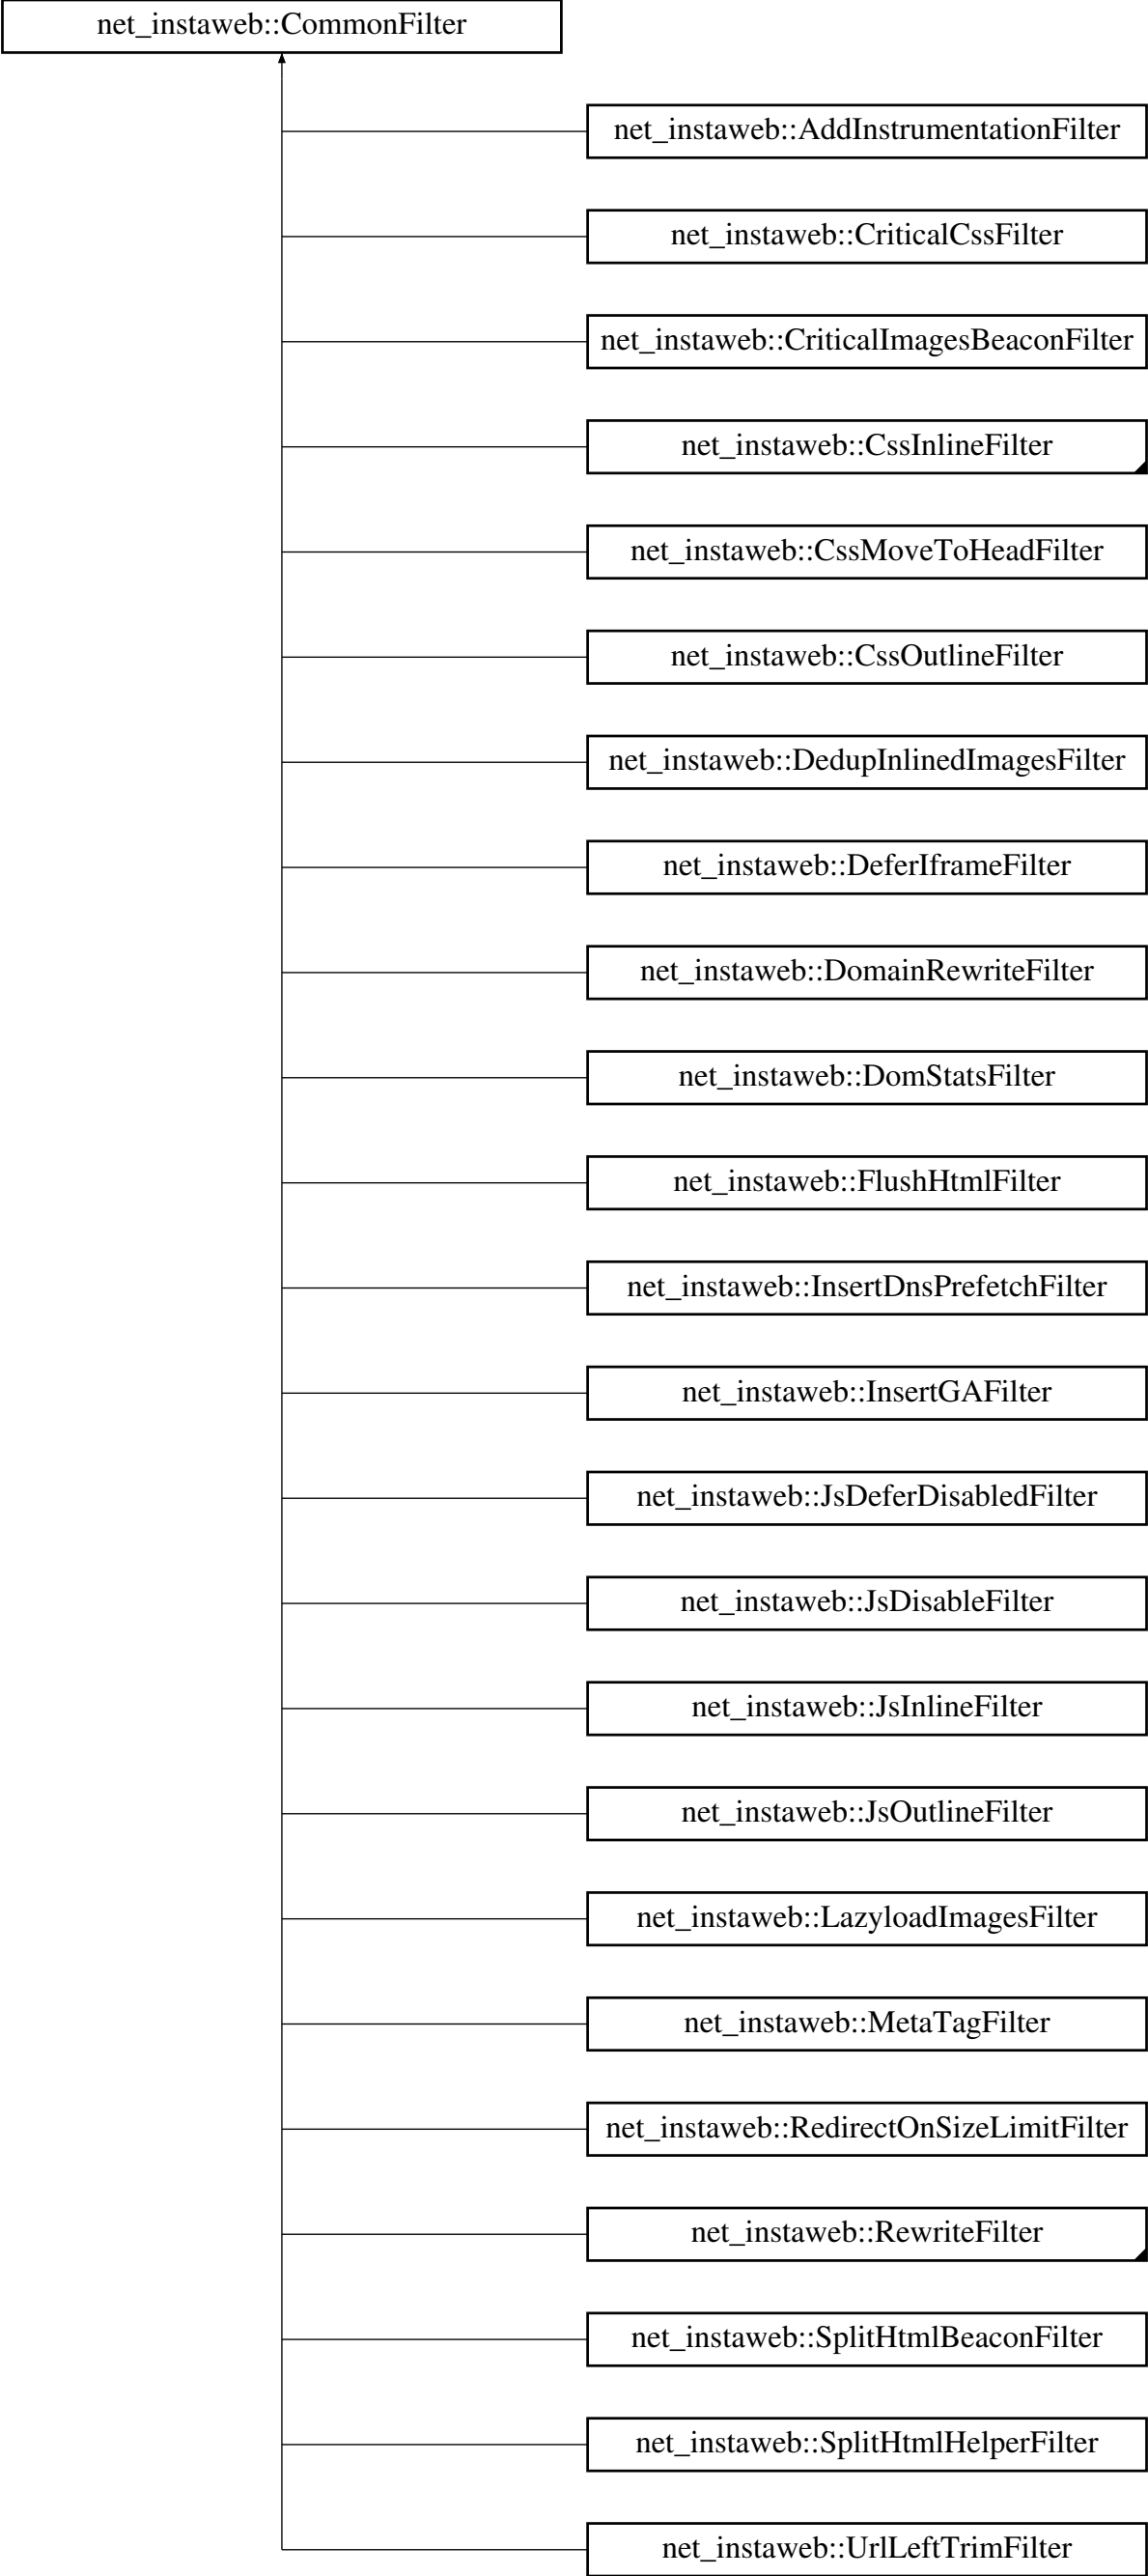 net_instaweb::CommonFilter
net_instaweb::AddInstrumentationFilter
net_instaweb::CriticalCssFilter
net_instaweb::CriticalImagesBeaconFilter
net_instaweb::CssInlineFilter
net_instaweb::CssMoveToHeadFilter
net_instaweb::CssOutlineFilter
net_instaweb::DedupInlinedImagesFilter
net_instaweb::DeferIframeFilter
net_instaweb::DomainRewriteFilter
net_instaweb::DomStatsFilter
net_instaweb::FlushHtmlFilter
net_instaweb::InsertDnsPrefetchFilter
net_instaweb::InsertGAFilter
net_instaweb::JsDeferDisabledFilter
net_instaweb::JsDisableFilter
net_instaweb::JsInlineFilter
net_instaweb::JsOutlineFilter
net_instaweb::LazyloadImagesFilter
net_instaweb::MetaTagFilter
net_instaweb::RedirectOnSizeLimitFilter
net_instaweb::RewriteFilter
net_instaweb::SplitHtmlBeaconFilter
net_instaweb::SplitHtmlHelperFilter
net_instaweb::UrlLeftTrimFilter